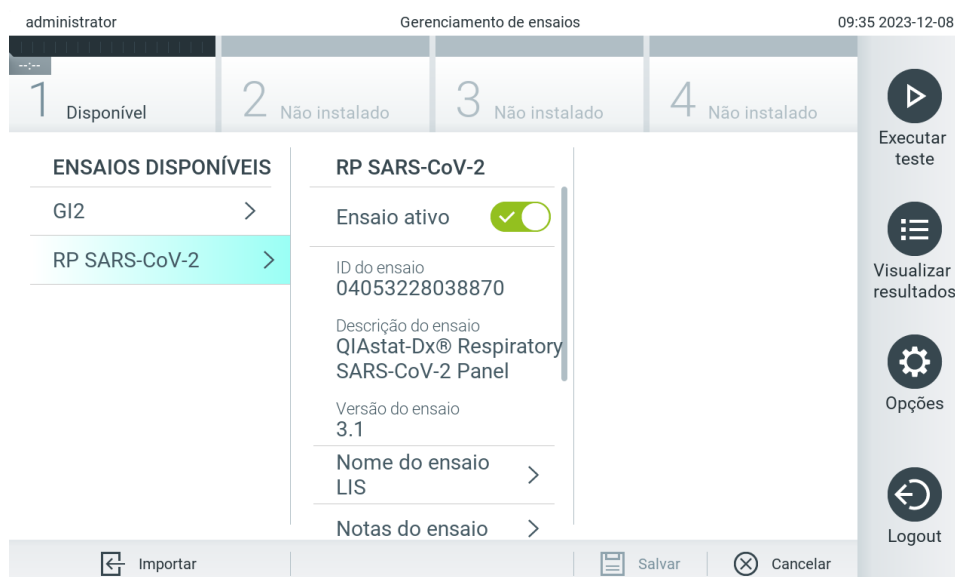 administrator Gerenciamento de ensaios 09:35 2023-12-08
--:--
1 Disponível 2 Não instalado 3 Não instalado 4 Não instalado
ENSAIOS DISPONÍVEIS
GI2
RP SARS-CoV-2
RP SARS-CoV-2
Ensaio ativo
ID do ensaio
04053228038870
Descrição do ensaio
QIAstat-Dx® Respiratory
SARS-CoV-2 Panel
Versão do ensaio
3.1
Nome do ensaio
LIS
Notas do ensaio
Executar
teste
Visualizar
resultados
Opções
Logout
Importar Salvar Cancelar